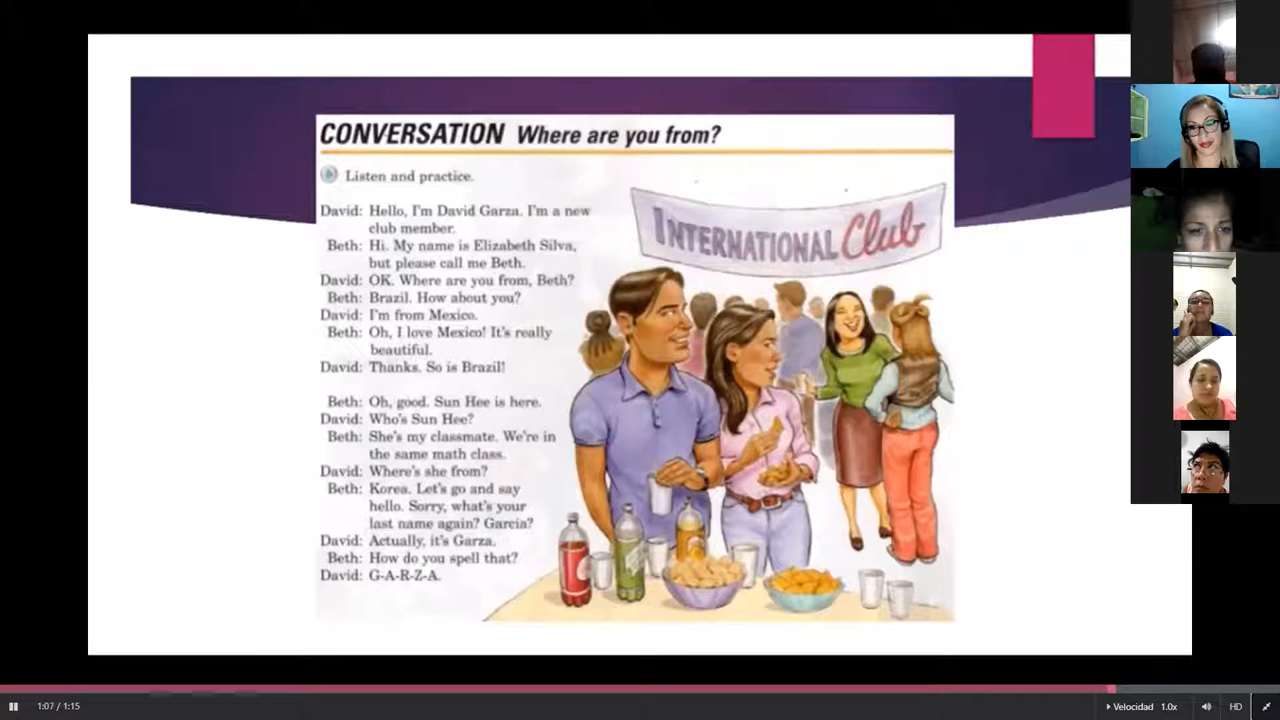 CONVERSATION Where are you from?
Listen and practice.
INTERNATIONAL Club
David: Hello, I'm David Garza. I'm a new
club member.
Beth: Hi. My name is Elizabeth Silva,
but please call me Beth.
David: OK. Where are you from, Beth?
Beth: Brazil. How about you?
David: I'm from Mexico.
Beth: Oh, I love Mexico! It's really
beautiful.
David: Thanks. So is Brazil!
Beth: Oh, good. Sun Hee is here.
David: Who's Sun Hee?
Beth: She's my classmate. We're in
the same math class.
David: Where's she from?
Beth: Korea. Let's go and say
hello. Sorry, what's your
last name again? Garcia?
David: Actually, it's Garza.
Beth: How do you spell that?
David: G-A-R-Z-A.
1:07 / 1:15
Velocidad 1.0x
HD